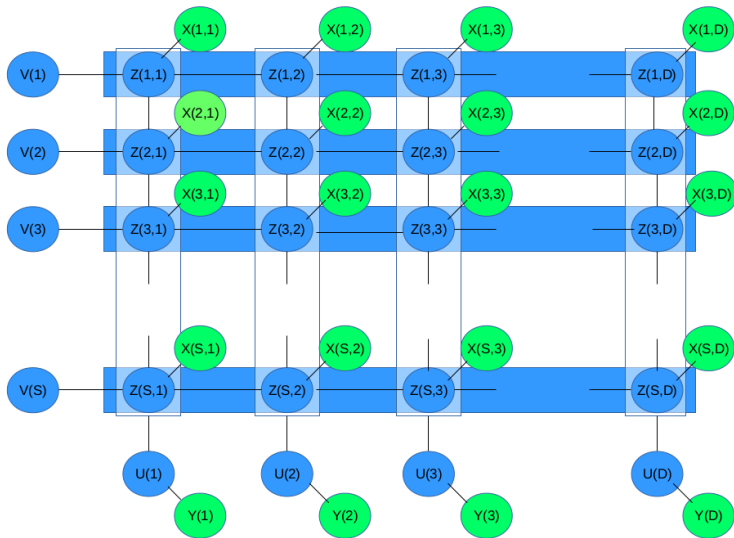 X(1,1) X(1,2) X(1,3) X(1,D)
V(1) Z(1,1) Z(1,2) Z(1,3) Z(1,D)
X(2,1) X(2,2) X(2,3) X(2,D)
V(2) Z(2,1) Z(2,2) Z(2,3) Z(2,D)
X(3,1) X(3,2) X(3,3) X(3,D)
V(3) Z(3,1) Z(3,2) Z(3,3) Z(3,D)
X(S,1) X(S,2) X(S,3) X(S,D)
V(S) Z(S,1) Z(S,2) Z(S,3) Z(S,D)
U(1) U(2) U(3) U(D)
Y(1) Y(2) Y(3) Y(D)